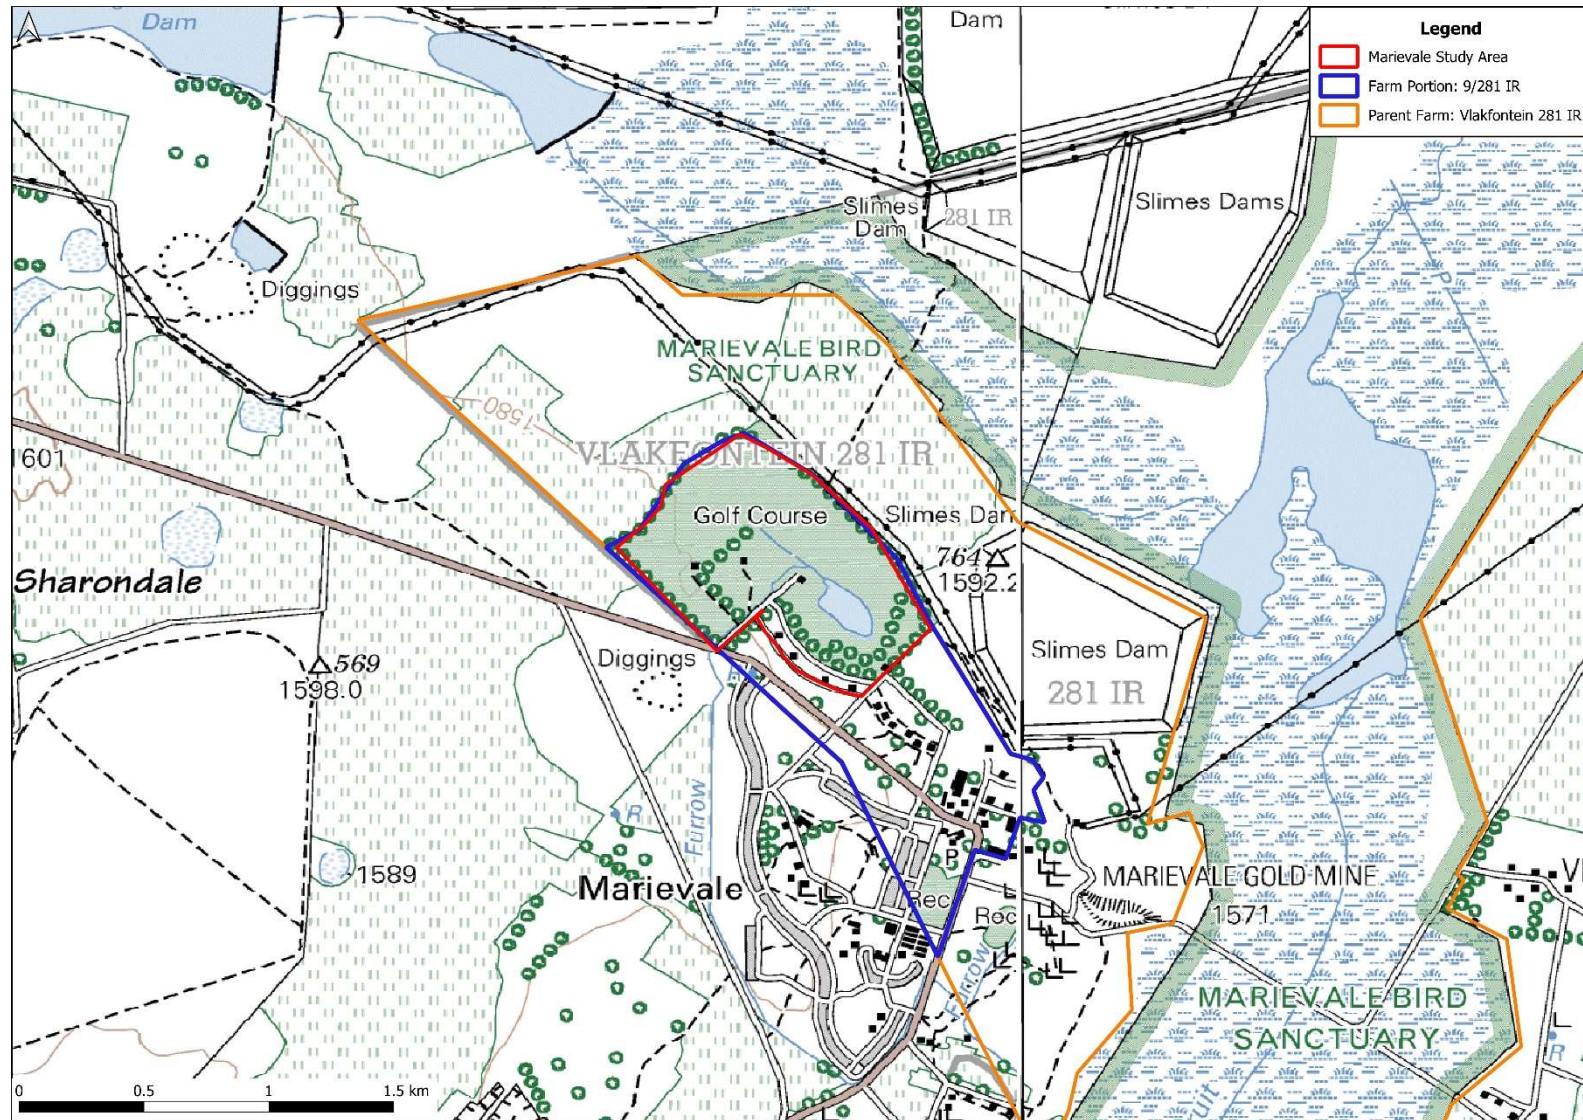 Dam
Dam
Legend
Marievale Study Area
Farm Portion: 9/281 IR
Parent Farm: Vlakfontein 281 IR
Slimes Dams
Slimes
Dam
281 IR
Diggings
P
MARIEVALE BIRD
SANCTUARY
1580
VLAKFONTEIN 281 IR
1601
Golf Course
Slimes Dam
764
1592.2
Sharondale
569
1598.0
Diggings
R
Slimes Dam
281 IR
Furrow
R
1589
Marievale
P
Rec
Rec
MARIEVALE GOLD MINE
1571
Furrow
MARIEVALE BIRD
SANCTUARY
R
0 0.5 1 1.5 km